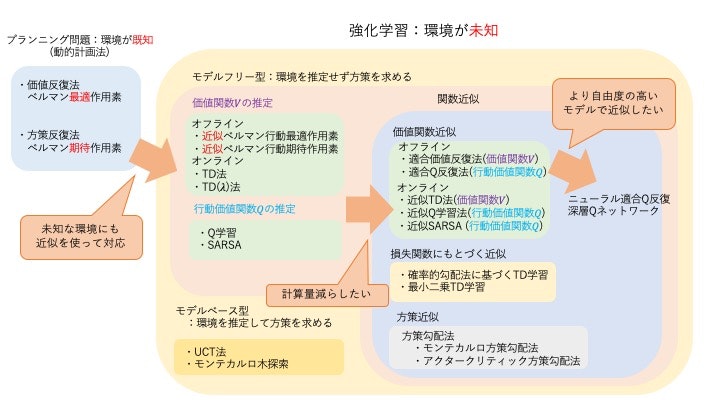 強化学習：環境が未知
プランニング問題：環境が既知
（動的計画法）
・価値反復法
ベルマン最適作用素
・方策反復法
ベルマン期待作用素
未知な環境にも
近似を使って対応
モデルフリー型：環境を推定せず方策を求める
価値関数Vの推定
オフライン
・近似ベルマン行動最適作用素
・近似ベルマン行動期待作用素
オンライン
・TD法
・TD(λ)法
行動価値関数Qの推定
・Q学習
・SARSA
計算量減らしたい
モデルベース型
：環境を推定して方策を求める
・UCT法
・モンテカルロ木探索
関数近似
価値関数近似
オフライン
・適合価値反復法(価値関数V)
・適合Q反復法(行動価値関数Q)
オンライン
・近似TD法(価値関数V)
・近似Q学習法(行動価値関数Q)
・近似SARSA (行動価値関数Q)
損失関数にもとづく近似
・確率的勾配法に基づくTD学習
・最小二乗TD学習
方策近似
方策勾配法
・モンテカルロ方策勾配法
・アクタークリティック方策勾配法
より自由度の高い
モデルで近似したい
ニューラル適合Q反復
深層Qネットワーク